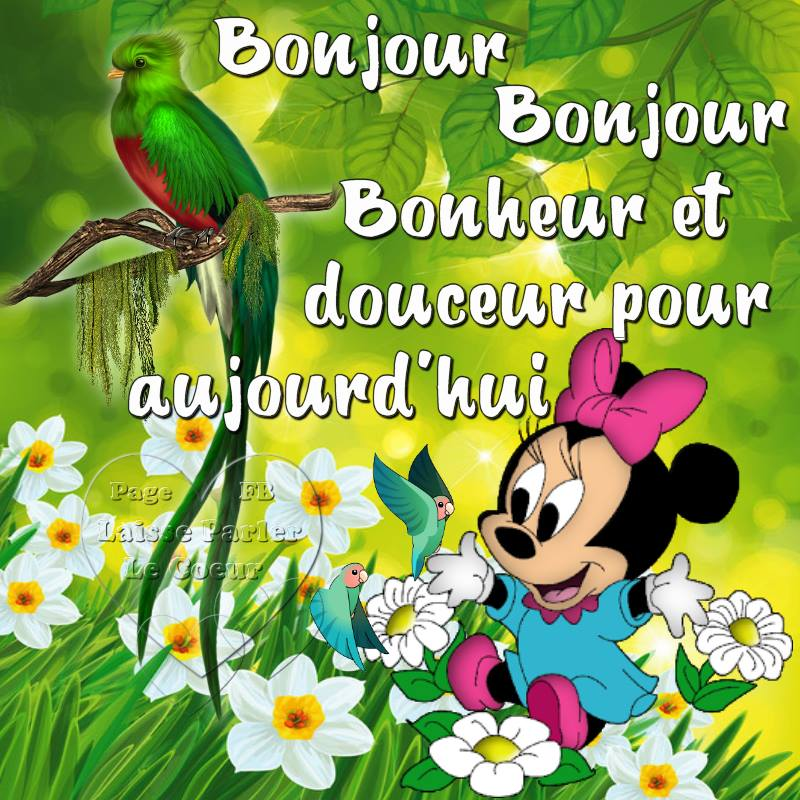 Bonjour
Bonjour
Bonheur et
douceur pour
aujourd'hui
Page FB
Laisse Parler
Le Coeur